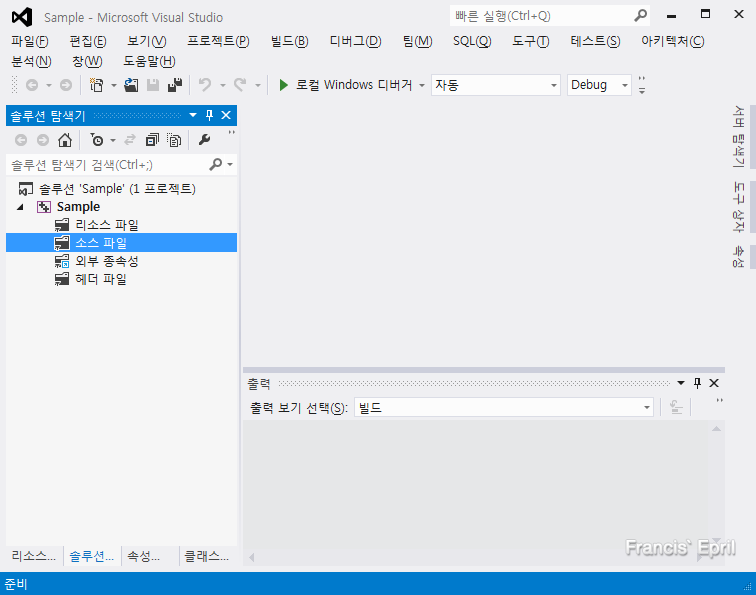 Sample - Microsoft Visual Studio
빠른 실행(Ctrl+Q)
파일(F) 편집(E) 보기(V) 프로젝트(P) 빌드(B) 디버그(D) 팀(M) SQL(Q) 도구(T) 테스트(S) 아키텍처(C)
분석(N) 창(W) 도움말(H)
로컬 Windows 디버거 자동 Debug
솔루션 탐색기
솔루션 탐색기 검색(Ctrl+;)
솔루션 'Sample' (1 프로젝트)
Sample
리소스 파일
소스 파일
외부 종속성
헤더 파일
리소스... 솔루션... 속성... 클래스...
출력
출력 보기 선택(S): 빌드
서버 탐색기
도구 상자
속성
Francis` Epril
준비